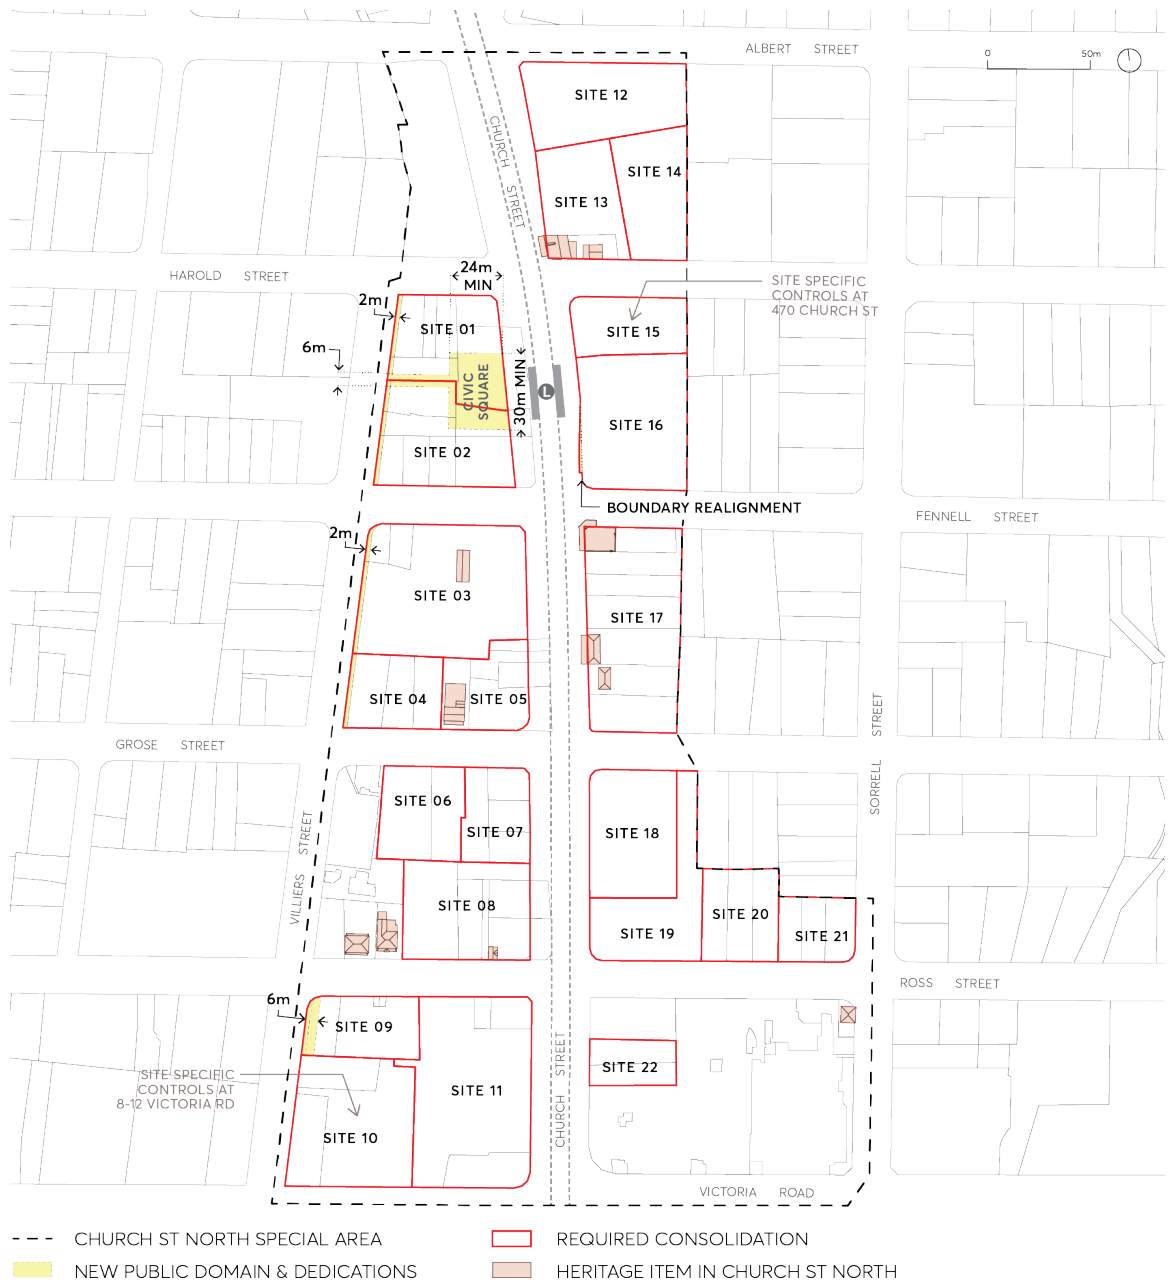 ALBERT STREET
0 50m
SITE 12
CHURCH STREET
SITE 14
SITE 13
HAROLD STREET
24m
MIN
SITE SPECIFIC
CONTROLS AT
470 CHURCH ST
2m
SITE 01
SITE 15
6m
CIVIC
SQUARE
30m MIN
L
SITE 16
SITE 02
BOUNDARY REALIGNMENT
FENNELL STREET
2m
SITE 03
SITE 17
SITE 04
SITE 05
SORRELL STREET
GROSE STREET
SITE 06
SITE 07
SITE 18
VILLIERS STREET
SITE 08
SITE 20
SITE 19
SITE 21
ROSS STREET
6m
SITE 09
SITE 22
SITE SPECIFIC
CONTROLS AT
8-12 VICTORIA RD
SITE 11
CHURCH STREET
SITE 10
VICTORIA ROAD
CHURCH ST NORTH SPECIAL AREA
REQUIRED CONSOLIDATION
NEW PUBLIC DOMAIN & DEDICATIONS
HERITAGE ITEM IN CHURCH ST NORTH